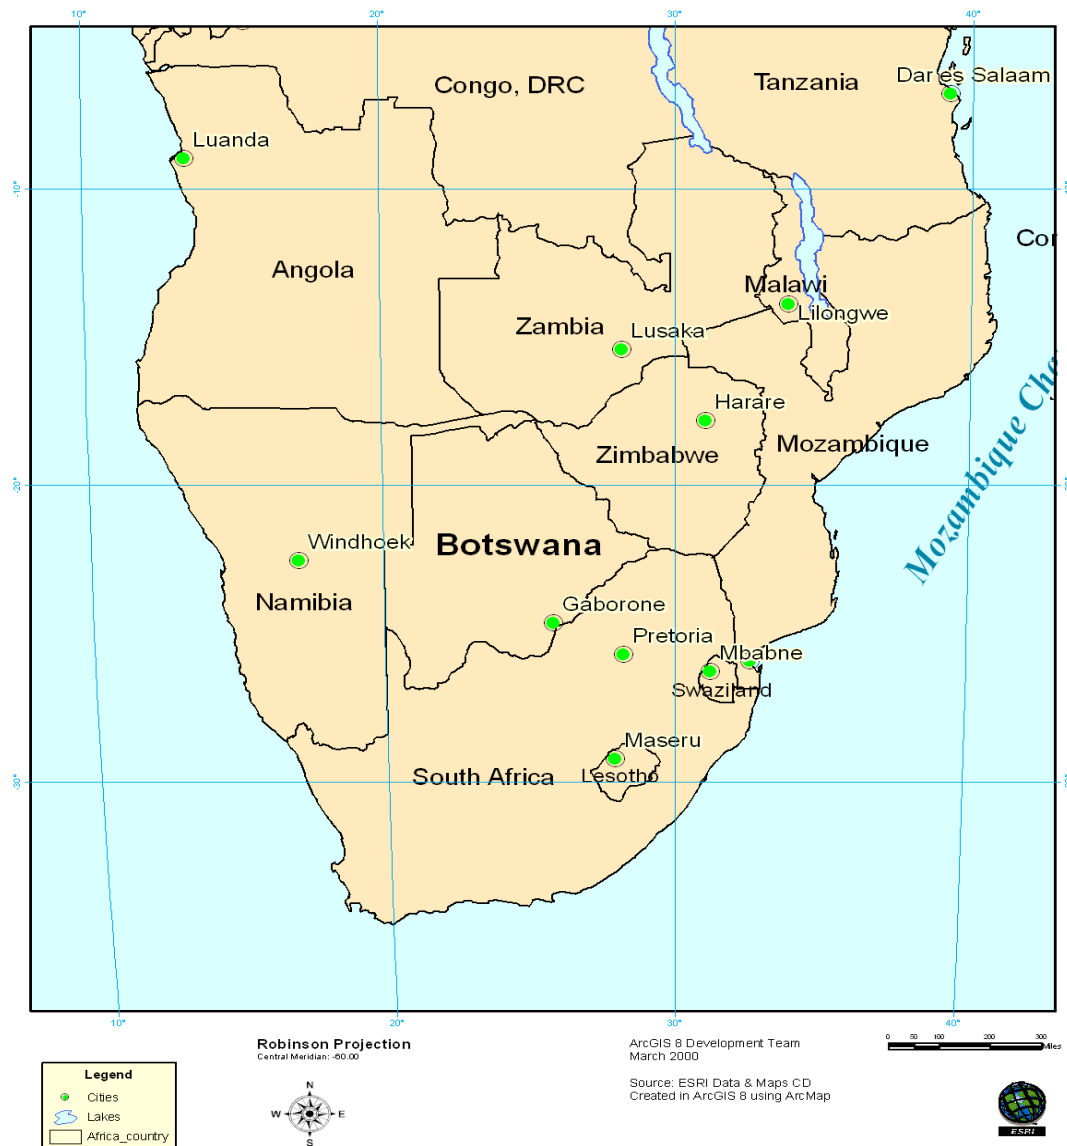 10°
20°
30°
40°
Congo, DRC
Tanzania
Dar es Salaam
Luanda
-10°
Cor
Angola
Malawi
Lilongwe
Zambia
Lusaka
Harare
Mozambique Cha
Mozambique
Zimbabwe
-20°
Windhoek
Botswana
Namibia
Gaborone
Pretoria
Mbabne
Swaziland
Maseru
South Africa
Lesotho
-30°
10°
20°
30°
40°
Robinson Projection
Central Meridian: -60.00
ArcGIS 8 Development Team
March 2000
Source: ESRI Data & Maps CD
Created in ArcGIS 8 using ArcMap
0 50 100 200 300
Miles
Legend
Cities
Lakes
Africa_country
N
W E
S
ESRI